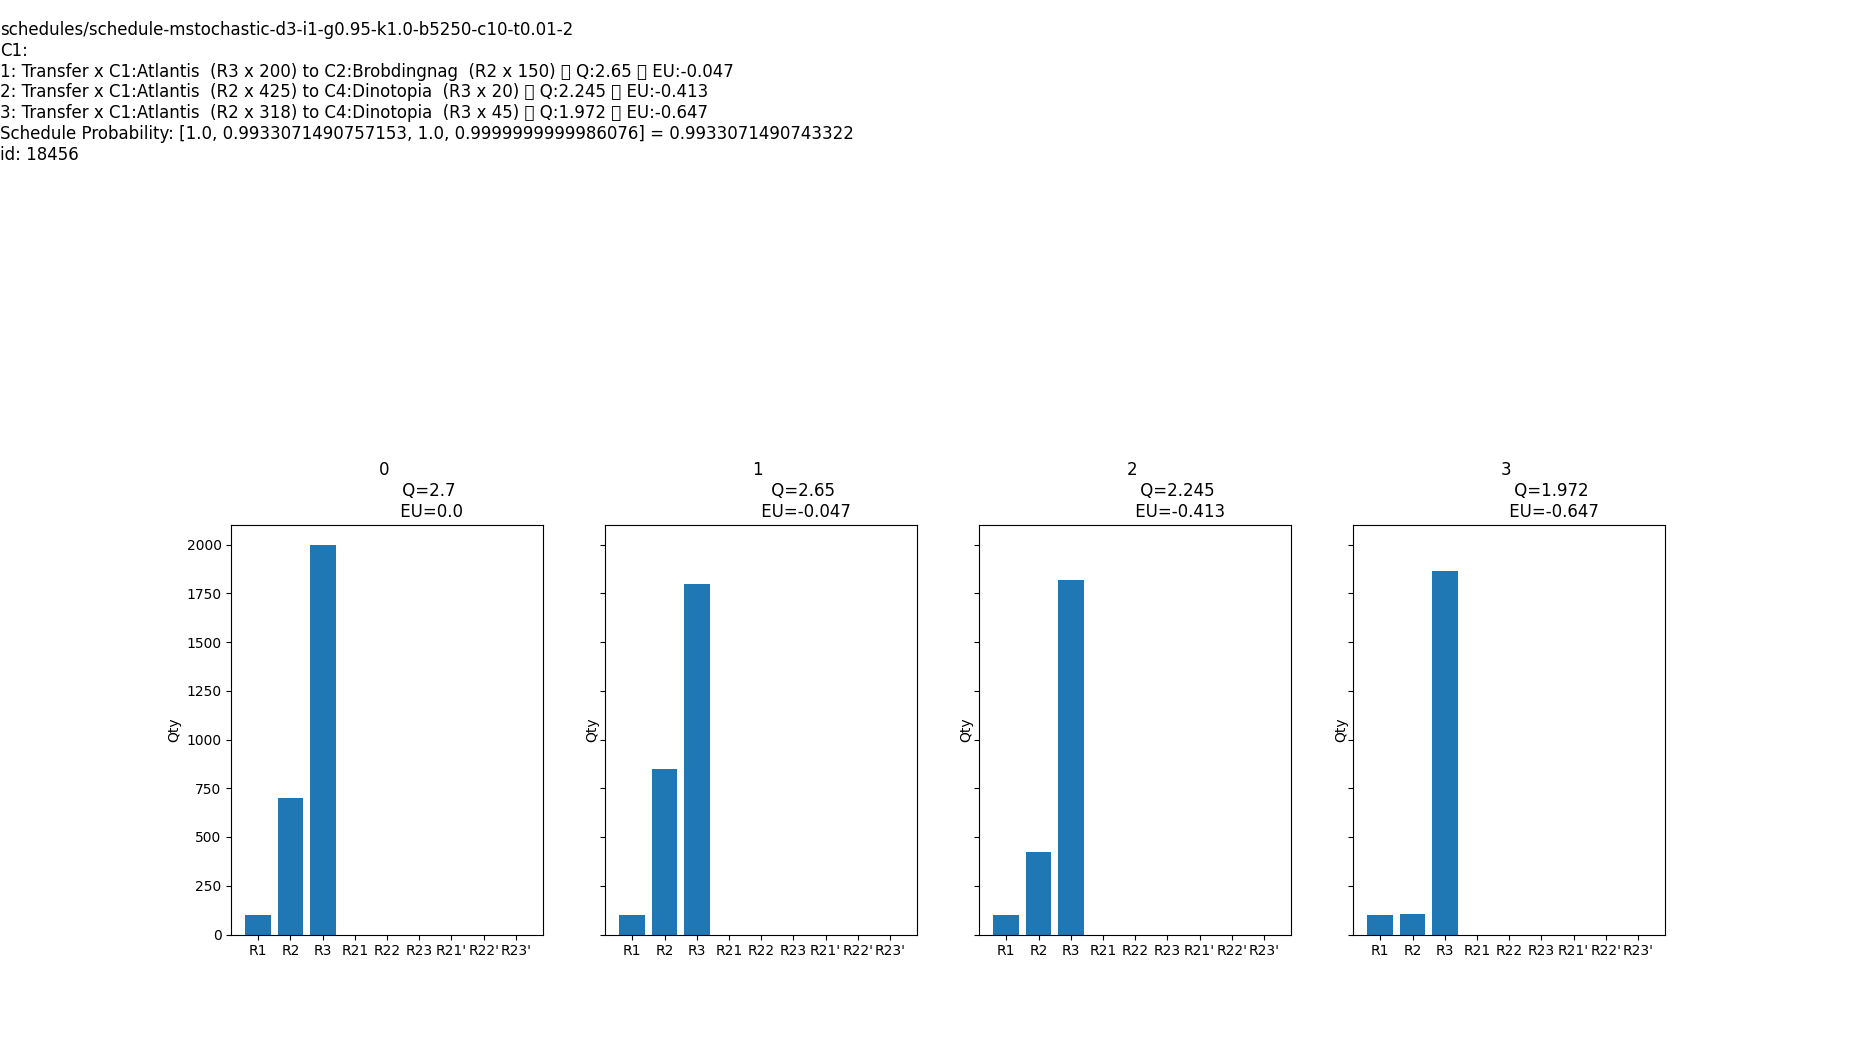 schedules/schedule-mstochastic-d3-i1-g0.95-k1.0-b5250-c10-t0.01-2
C1:
1: Transfer x C1:Atlantis  (R3 x 200) to C2:Brobdingnag  (R2 x 150) ▯ Q:2.65 ▯ EU:-0.047
2: Transfer x C1:Atlantis  (R2 x 425) to C4:Dinotopia  (R3 x 20) ▯ Q:2.245 ▯ EU:-0.413
3: Transfer x C1:Atlantis  (R2 x 318) to C4:Dinotopia  (R3 x 45) ▯ Q:1.972 ▯ EU:-0.647
Schedule Probability: [1.0, 0.9933071490757153, 1.0, 0.9999999999986076] = 0.9933071490743322
id: 18456
0
Q=2.7
EU=0.0
1
Q=2.65
EU=-0.047
2
Q=2.245
EU=-0.413
3
Q=1.972
EU=-0.647
2000
1750
1500
1250
1000
750
500
250
0
Qty
R1 R2 R3 R21 R22 R23 R21' R22' R23'
Qty
R1 R2 R3 R21 R22 R23 R21' R22' R23'
Qty
R1 R2 R3 R21 R22 R23 R21' R22' R23'
Qty
R1 R2 R3 R21 R22 R23 R21' R22' R23'